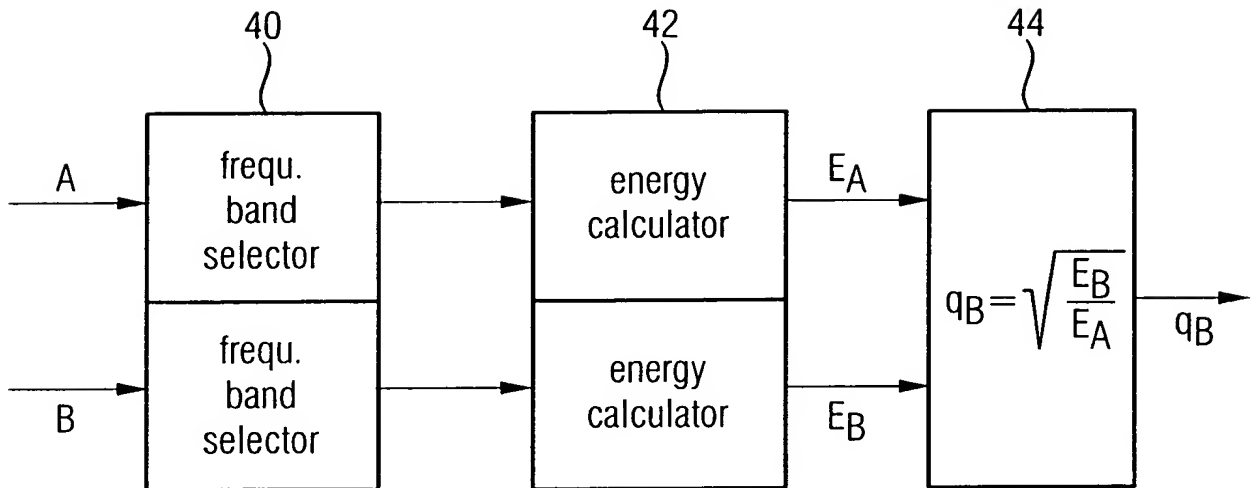 40
42
44
A
frequ.
band
selector
energy
calculator
E_A
q_B = √(E_B/E_A)
q_B
B
frequ.
band
selector
energy
calculator
E_B